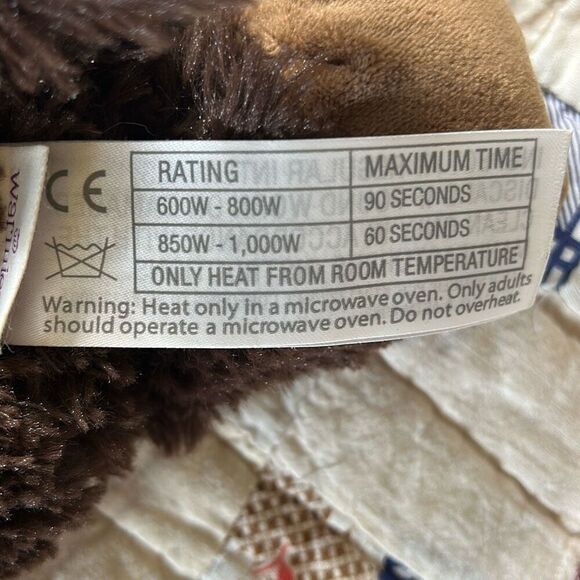 CE
RATING MAXIMUM TIME
600W - 800W 90 SECONDS
850W - 1,000W 60 SECONDS
ONLY HEAT FROM ROOM TEMPERATURE
Warning: Heat only in a microwave oven. Only adults
should operate a microwave oven. Do not overheat.